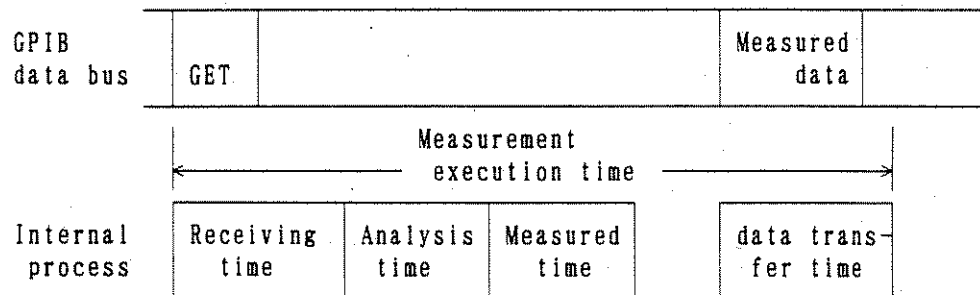 GPIB
data bus
GET
Measured
data
Measurement
execution time
Internal
process
Receiving
time
Analysis
time
Measured
time
data trans-
fer time